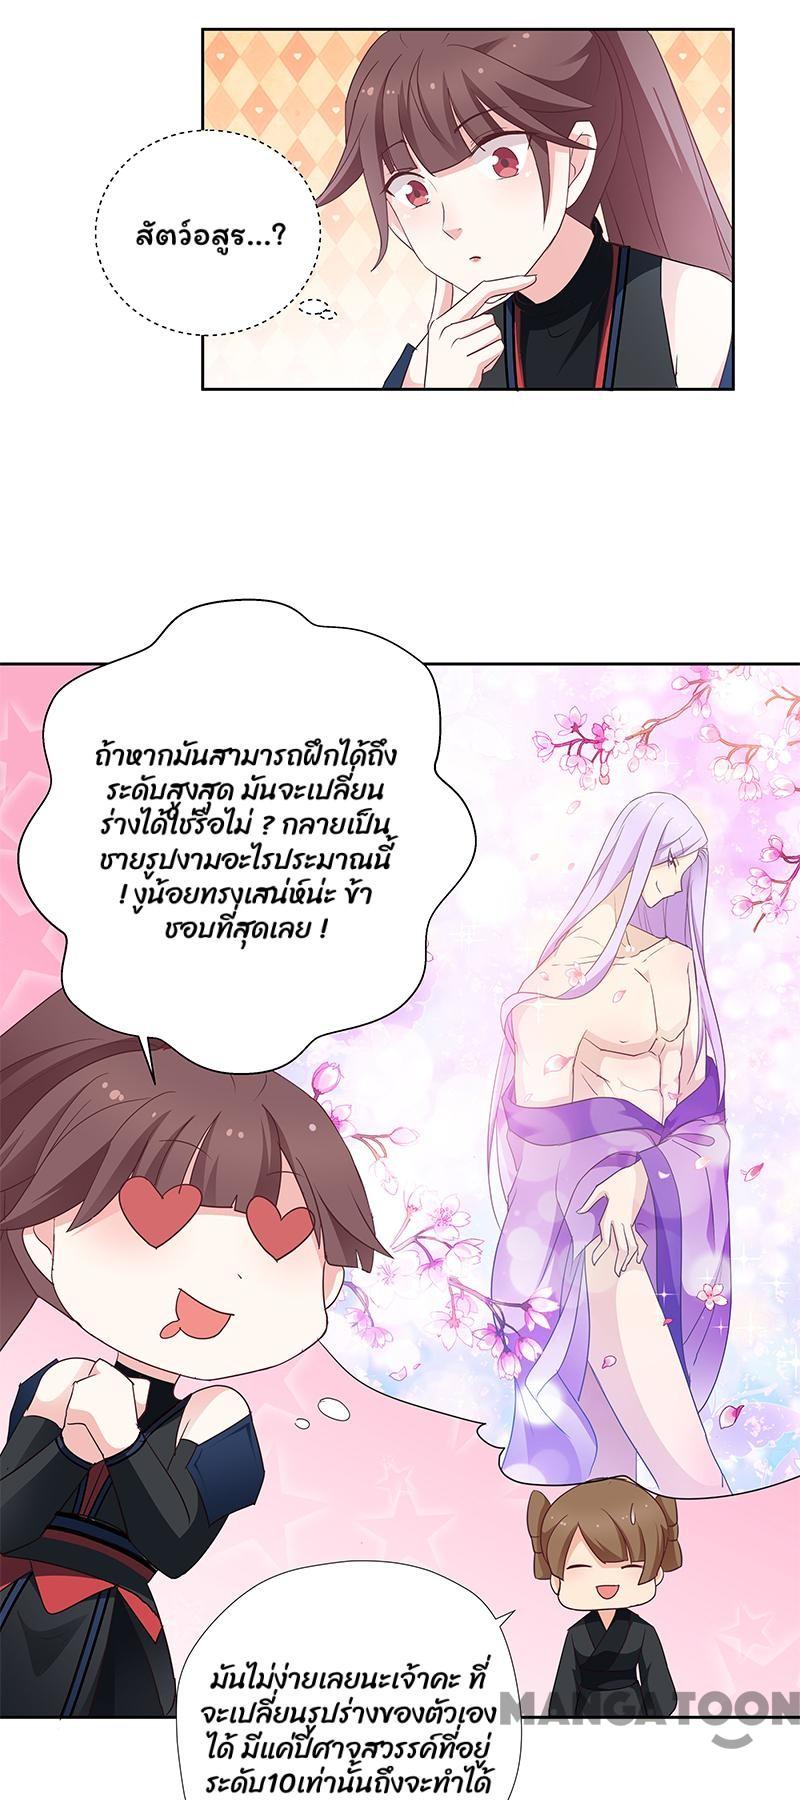 สัตว์อสูร...?
ถ้าหากมันสามารถฝึกได้ถึง
ระดับสูงสุด มันจะเปลี่ยน
ร่างได้ใช่รึอไม่ ? กลายเป็น
ชายรูปงามอะไรประมาณนี้
! งูน้อยทรงเสน่ห์น่ะ ข้า
ชอบที่สุดเลย !
มันไม่ง่ายเลยนะเจ้าคะ ที่
จะเปลี่ยนรูปร่างของตัวเอง
ได้ มีแค่ปีศาจสวรรค์ที่อยู่
ระดับ10เท่านั้นถึงจะทำได้
MANGATOON